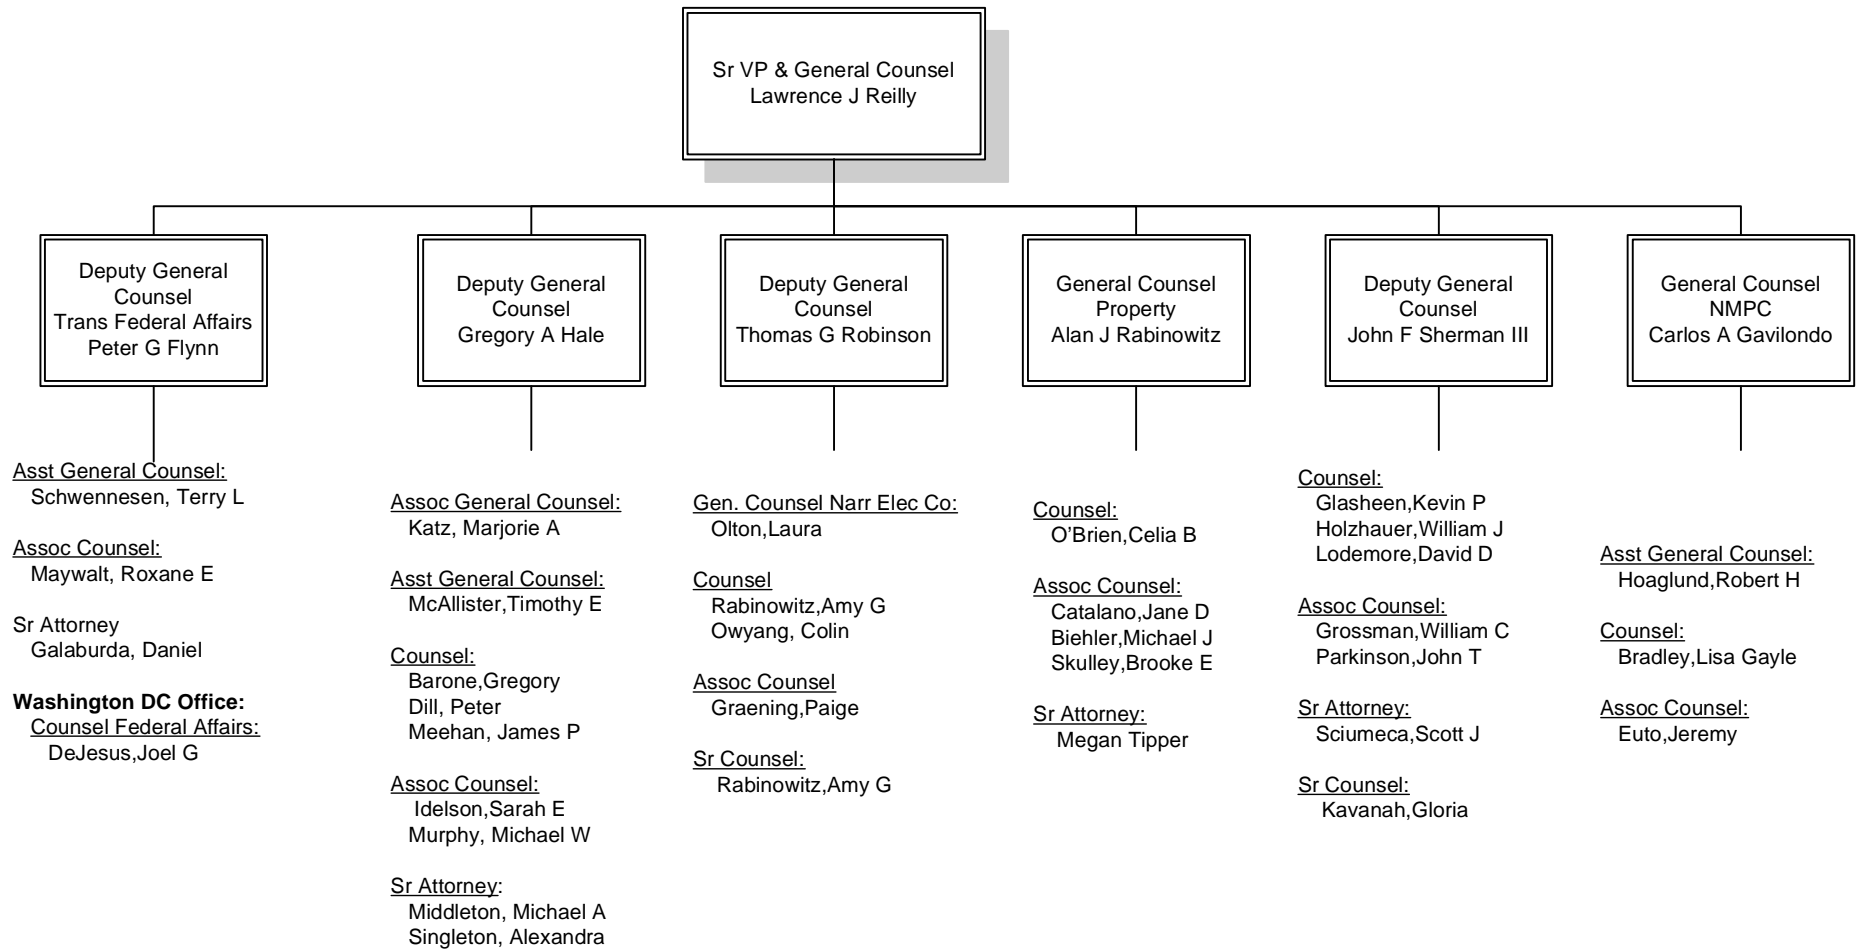 Sr VP & General Counsel
Lawrence J Reilly
Deputy General
Counsel
Trans Federal Affairs
Peter G Flynn
Deputy General
Counsel
Gregory A Hale
Deputy General
Counsel
Thomas G Robinson
General Counsel
Property
Alan J Rabinowitz
Deputy General
Counsel
John F Sherman III
General Counsel
NMPC
Carlos A Gavilondo
Asst General Counsel:
Schwennesen, Terry L
Assoc Counsel:
Maywalt, Roxane E
Sr Attorney
Galaburda, Daniel
Washington DC Office:
Counsel Federal Affairs:
DeJesus,Joel G
Assoc General Counsel:
Katz, Marjorie A
Asst General Counsel:
McAllister,Timothy E
Counsel:
Barone,Gregory
Dill, Peter
Meehan, James P
Assoc Counsel:
Idelson,Sarah E
Murphy, Michael W
Sr Attorney:
Middleton, Michael A
Singleton, Alexandra
Gen. Counsel Narr Elec Co:
Olton,Laura
Counsel
Rabinowitz,Amy G
Owyang, Colin
Assoc Counsel
Graening,Paige
Sr Counsel:
Rabinowitz,Amy G
Counsel:
O’Brien,Celia B
Assoc Counsel:
Catalano,Jane D
Biehler,Michael J
Skulley,Brooke E
Sr Attorney:
Megan Tipper
Counsel:
Glasheen,Kevin P
Holzhauer,William J
Lodemore,David D
Assoc Counsel:
Grossman,William C
Parkinson,John T
Sr Attorney:
Sciumeca,Scott J
Sr Counsel:
Kavanah,Gloria
Asst General Counsel:
Hoaglund,Robert H
Counsel:
Bradley,Lisa Gayle
Assoc Counsel:
Euto,Jeremy